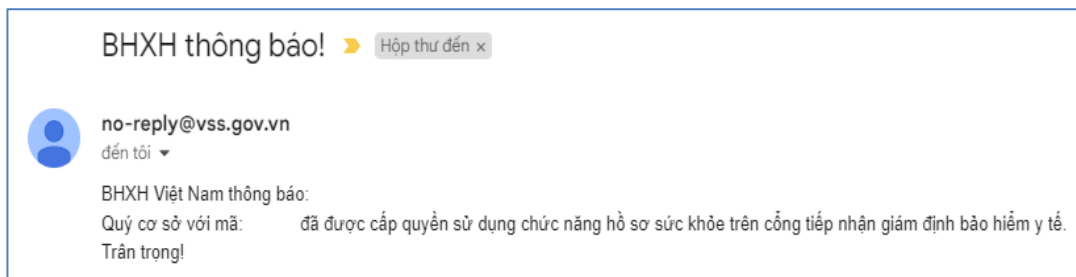 BHXH thông báo! Hộp thư đến ×
no-reply@vss.gov.vn
đến tôi
BHXH Việt Nam thông báo:
Quý cơ sở với mã: đã được cấp quyền sử dụng chức năng hồ sơ sức khỏe trên cổng tiếp nhận giám định bảo hiểm y tế.
Trân trọng!